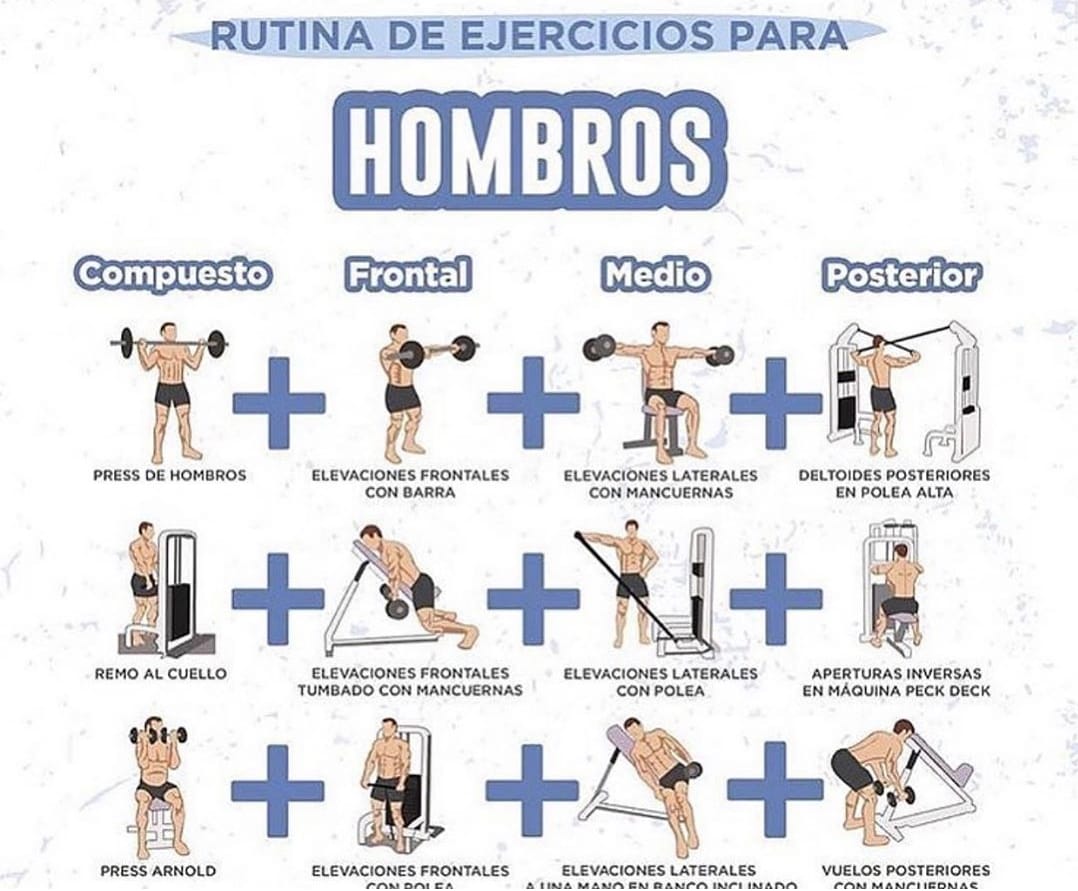 RUTINA DE EJERCICIOS PARA
HOMBROS
Compuesto
Frontal
Medio
Posterior
PRESS DE HOMBROS
ELEVACIONES FRONTALES
CON BARRA
ELEVACIONES LATERALES
CON MANCUERNAS
DELTOIDES POSTERIORES
EN POLEA ALTA
REMO AL CUELLO
ELEVACIONES FRONTALES
TUMBADO CON MANCUERNAS
ELEVACIONES LATERALES
CON POLEA
APERTURAS INVERSAS
EN MÁQUINA PECK DECK
PRESS ARNOLD
ELEVACIONES FRONTALES
CON POLEA
ELEVACIONES LATERALES
A UNA MANO EN BANCO INCLINADO
VUELOS POSTERIORES
CON MANCUERNAS